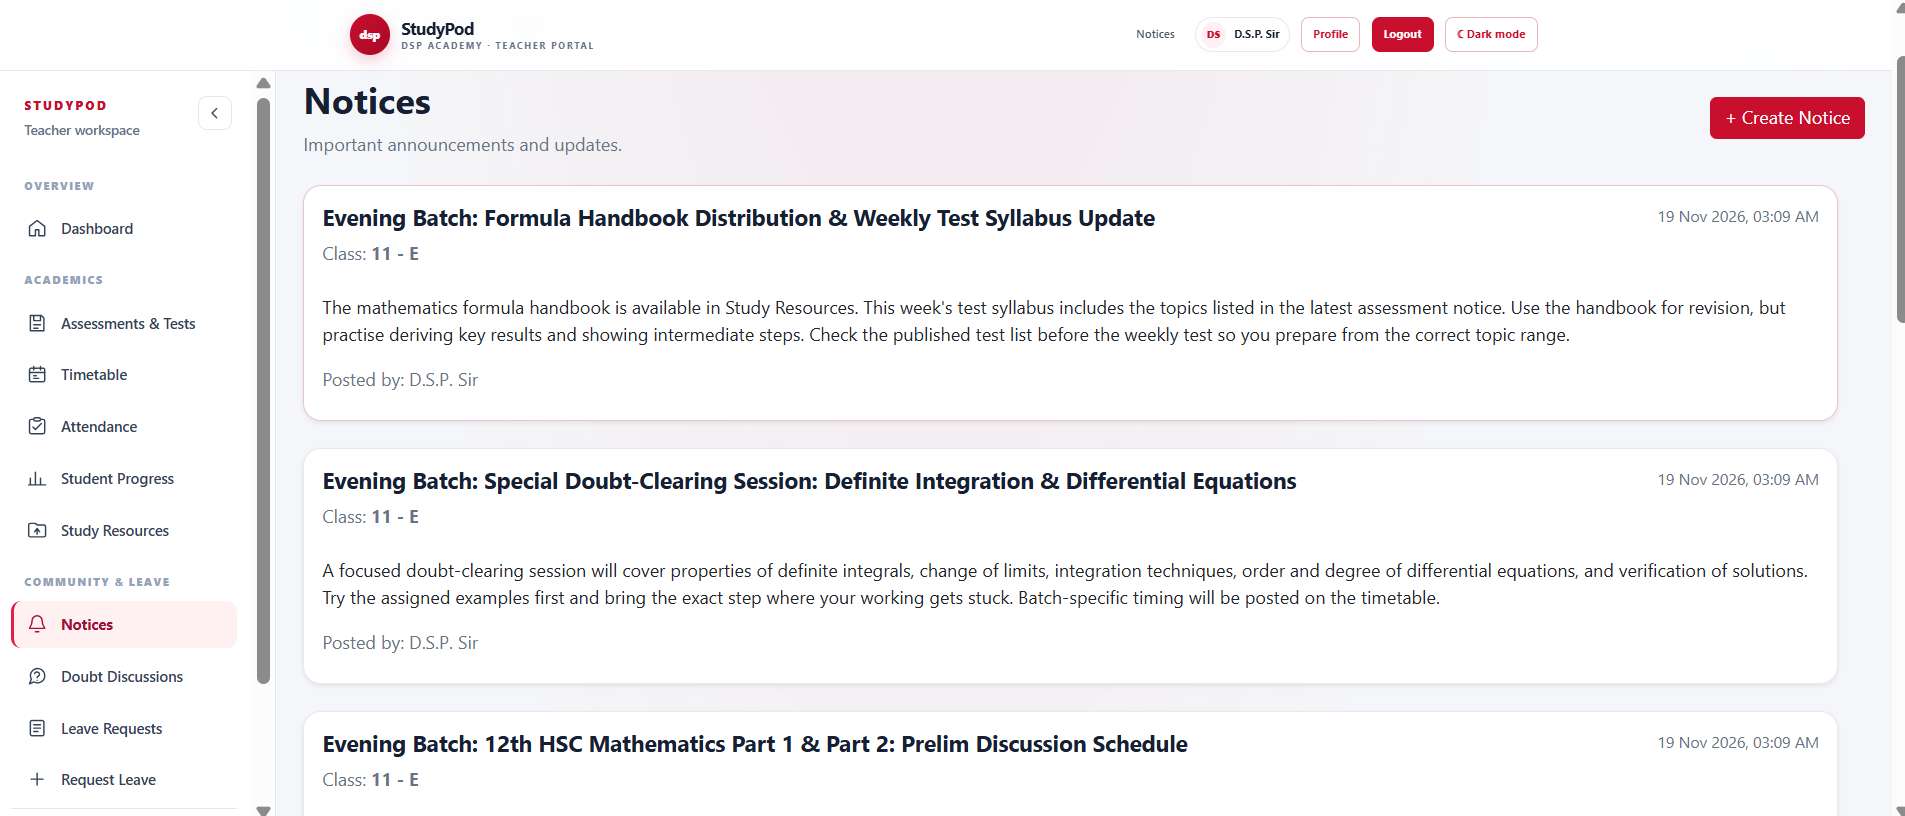 dsp
StudyPod
DSP ACADEMY · TEACHER PORTAL
Notices
DS
D.S.P. Sir
Profile
Logout
☾ Dark mode
STUDYPOD
Teacher workspace
OVERVIEW
Dashboard
ACADEMICS
Assessments & Tests
Timetable
Attendance
Student Progress
Study Resources
COMMUNITY & LEAVE
Notices
Doubt Discussions
Leave Requests
Request Leave
Notices
Important announcements and updates.
+ Create Notice
Evening Batch: Formula Handbook Distribution & Weekly Test Syllabus Update
19 Nov 2026, 03:09 AM
Class: 11 - E
The mathematics formula handbook is available in Study Resources. This week's test syllabus includes the topics listed in the latest assessment notice. Use the handbook for revision, but
practise deriving key results and showing intermediate steps. Check the published test list before the weekly test so you prepare from the correct topic range.
Posted by: D.S.P. Sir
Evening Batch: Special Doubt-Clearing Session: Definite Integration & Differential Equations
19 Nov 2026, 03:09 AM
Class: 11 - E
A focused doubt-clearing session will cover properties of definite integrals, change of limits, integration techniques, order and degree of differential equations, and verification of solutions.
Try the assigned examples first and bring the exact step where your working gets stuck. Batch-specific timing will be posted on the timetable.
Posted by: D.S.P. Sir
Evening Batch: 12th HSC Mathematics Part 1 & Part 2: Prelim Discussion Schedule
19 Nov 2026, 03:09 AM
Class: 11 - E